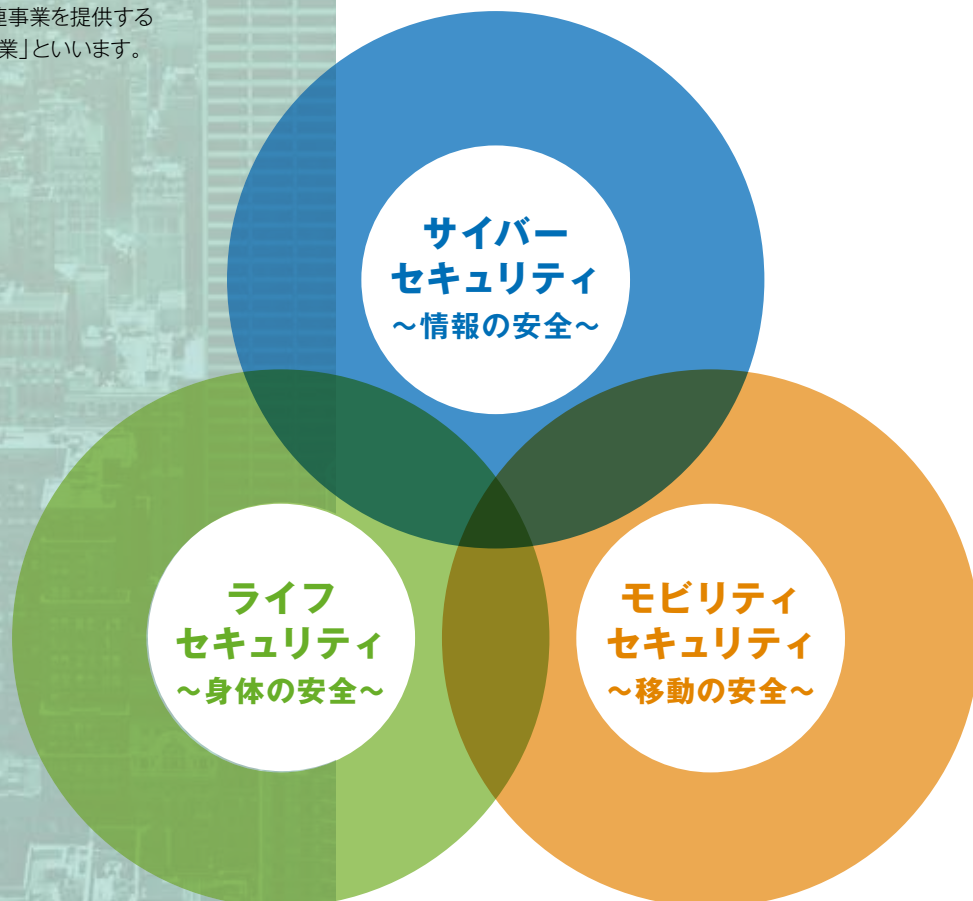 連事業を提供する
業」といいます。
サイバー
セキュリティ
～情報の安全～
ライフ
セキュリティ
～身体の安全～
モビリティ
セキュリティ
～移動の安全～